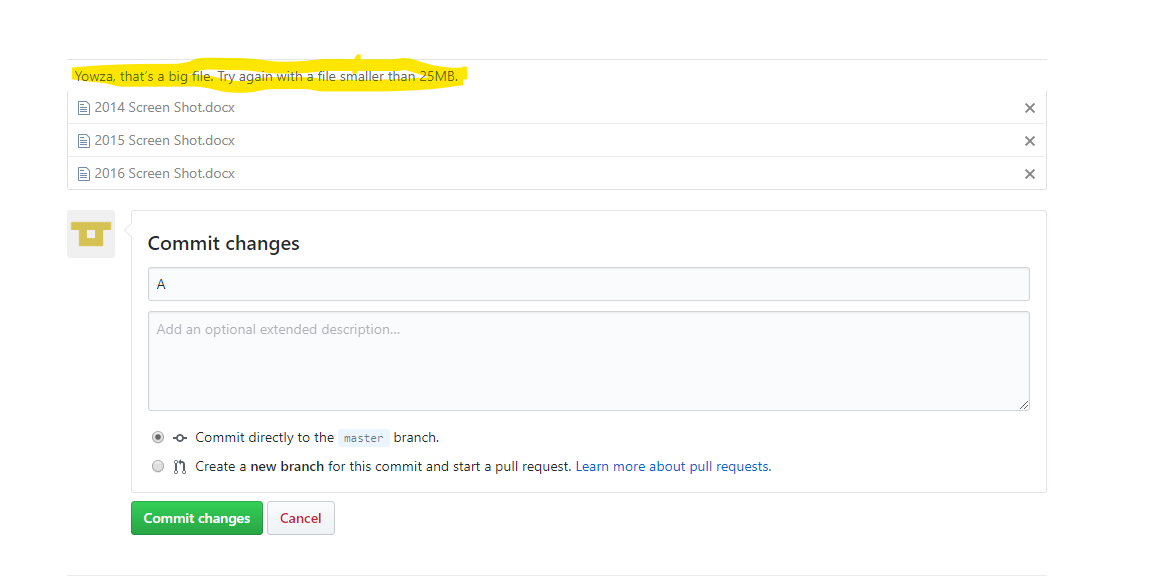 Yowza, that's a big file. Try again with a file smaller than 25MB.
2014 Screen Shot.docx
2015 Screen Shot.docx
2016 Screen Shot.docx
Commit changes
A
Add an optional extended description...
Commit directly to the master branch.
Create a new branch for this commit and start a pull request. Learn more about pull requests.
Commit changes Cancel